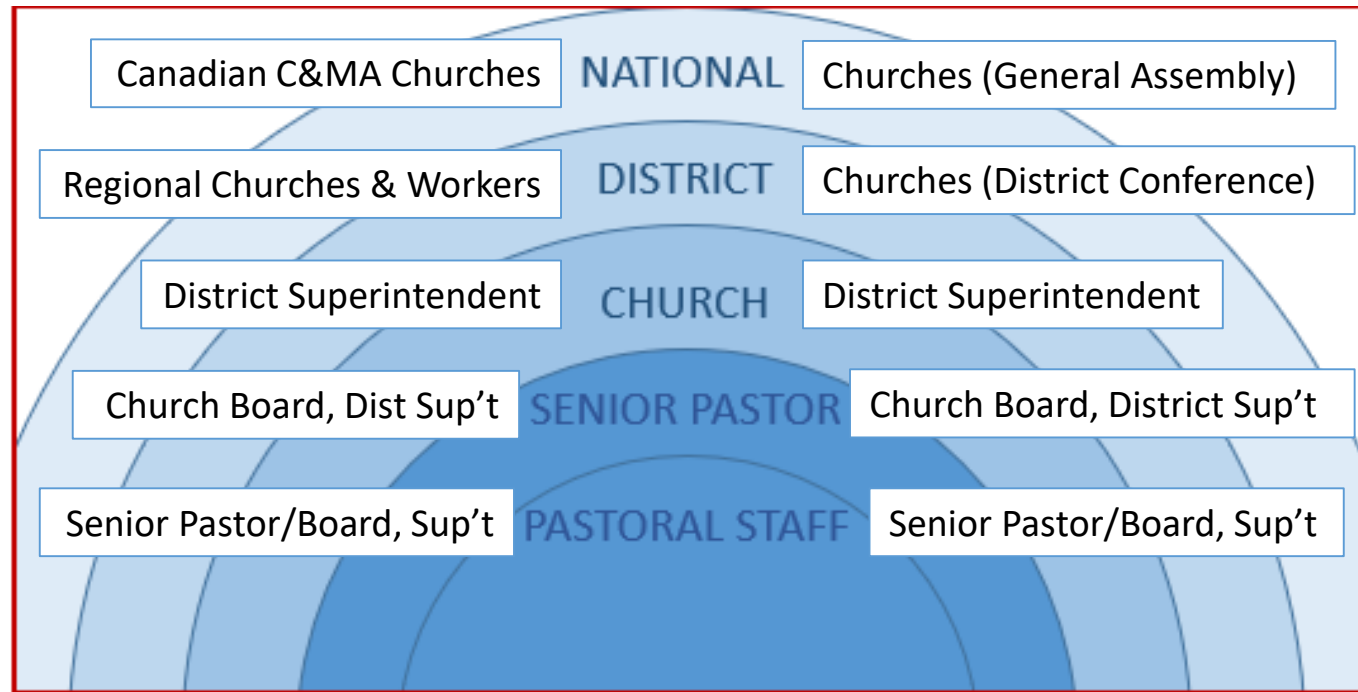 Canadian C&MA Churches NATIONAL Churches (General Assembly)
Regional Churches & Workers DISTRICT Churches (District Conference)
District Superintendent CHURCH District Superintendent
Church Board, Dist Sup’t SENIOR PASTOR Church Board, District Sup’t
Senior Pastor/Board, Sup’t PASTORAL STAFF Senior Pastor/Board, Sup’t